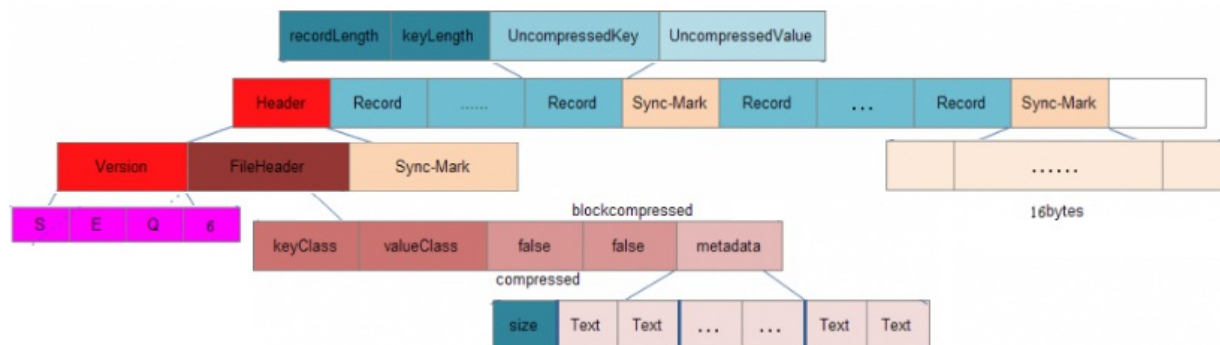 recordLength keyLength UncompressedKey UncompressedValue
Header Record ...... Record Sync-Mark Record ... Record Sync-Mark
Version FileHeader Sync-Mark ......
S E Q 6 16bytes
blockcompressed
keyClass valueClass false false metadata
compressed
size Text Text ... ... Text Text